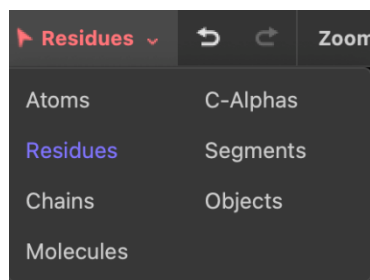 Residues Zoom
Atoms C-Alphas
Residues Segments
Chains Objects
Molecules